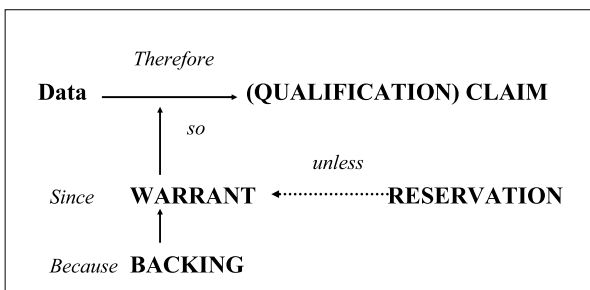 Therefore
Data (QUALIFICATION) CLAIM
so
unless
Since WARRANT RESERVATION
Because BACKING